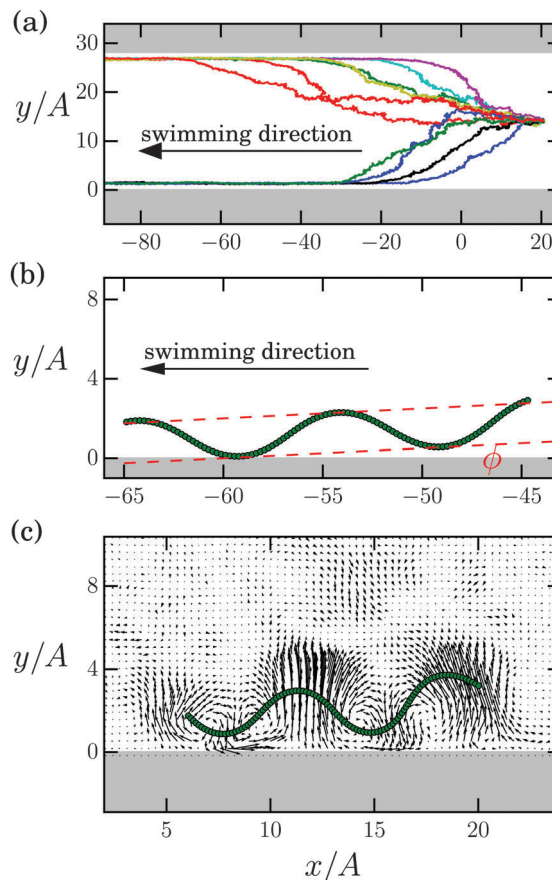 (a)
30
20
10
0
y/A
swimming direction
−80 −60 −40 −20 0 20
(b)
8
4
0
y/A
swimming direction
ϕ
−65 −60 −55 −50 −45
(c)
8
4
0
y/A
5 10 15 20
x/A